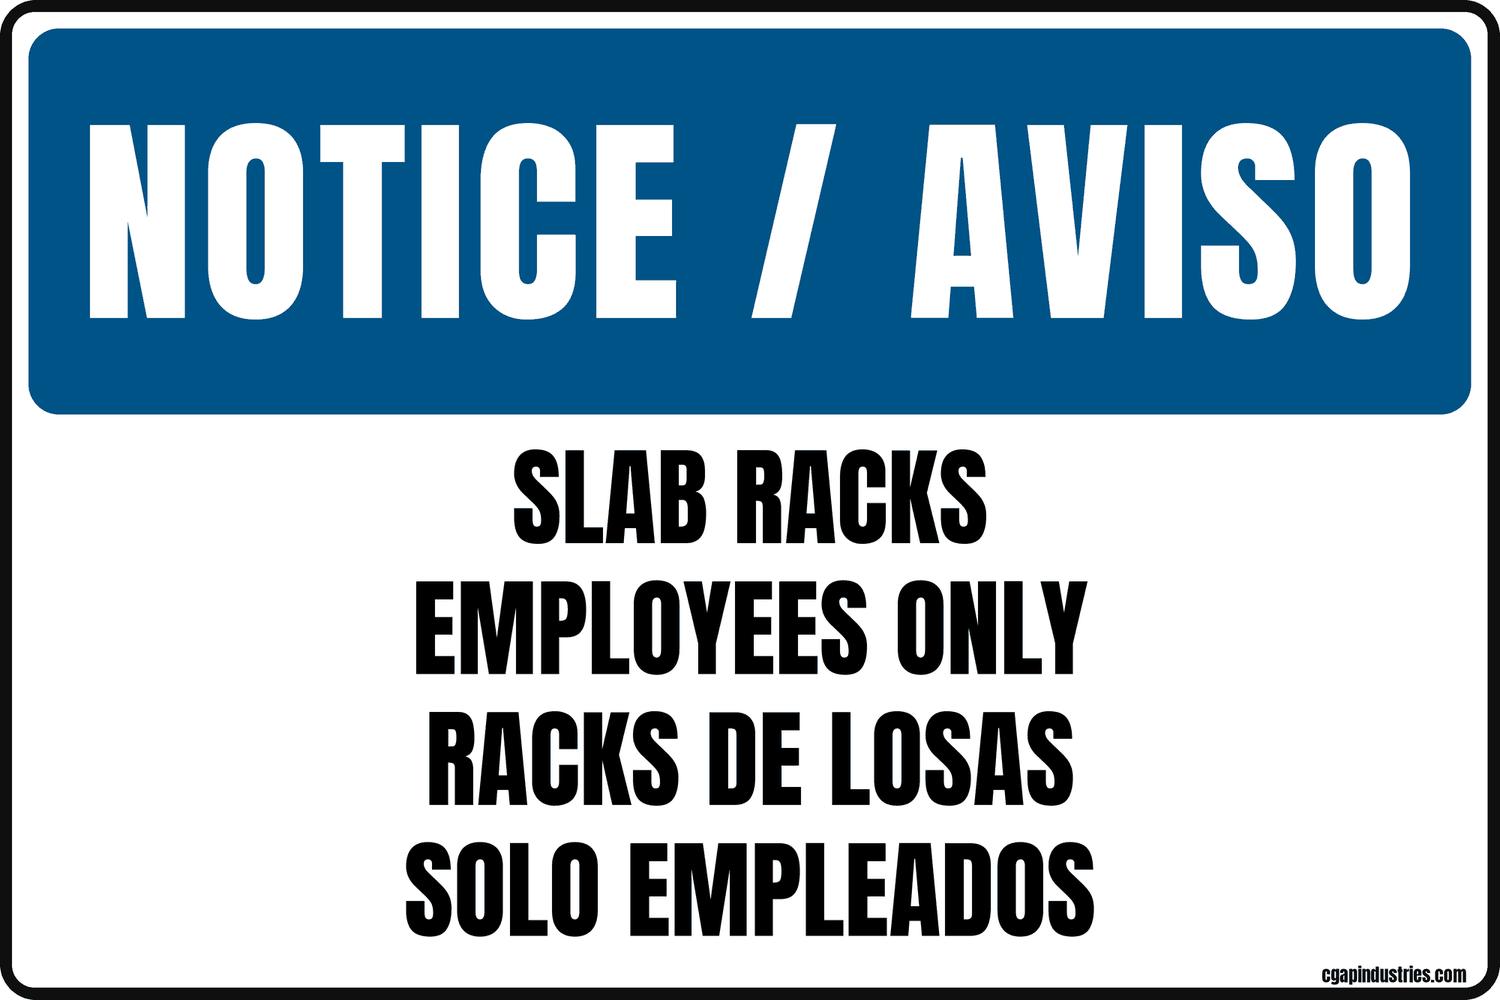 NOTICE / AVISO
SLAB RACKS
EMPLOYEES ONLY
RACKS DE LOSAS
SOLO EMPLEADOS
cgapindustries.com